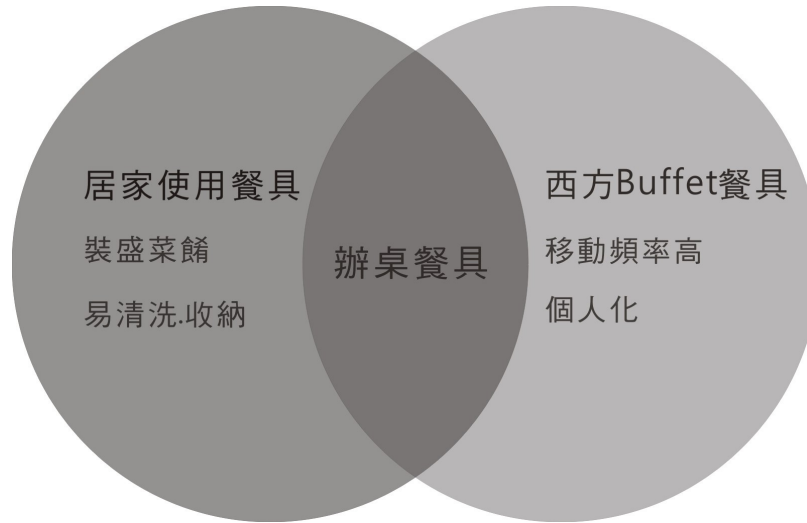 居家使用餐具
裝盛菜餚
易清洗.收納
辦桌餐具
西方Buffet餐具
移動頻率高
個人化